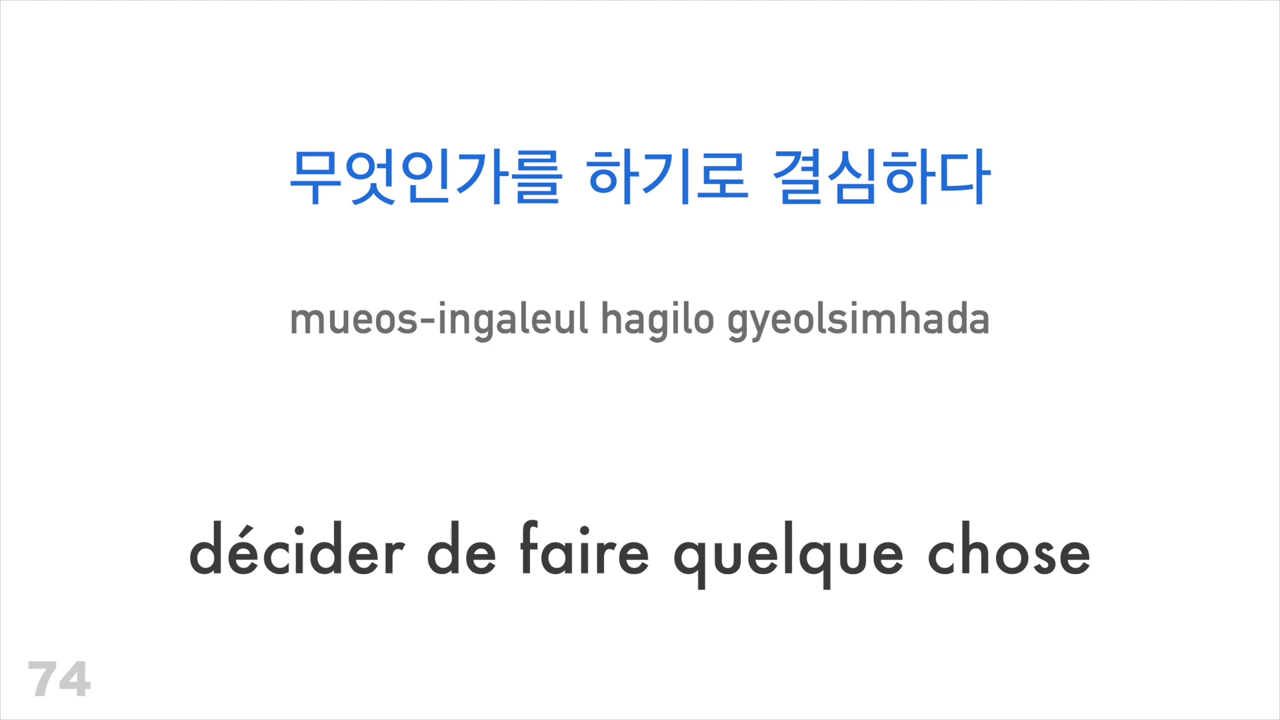 무엇인가를 하기로 결심하다
mueos-ingaleul hagilo gyeolsimhada
décider de faire quelque chose
74